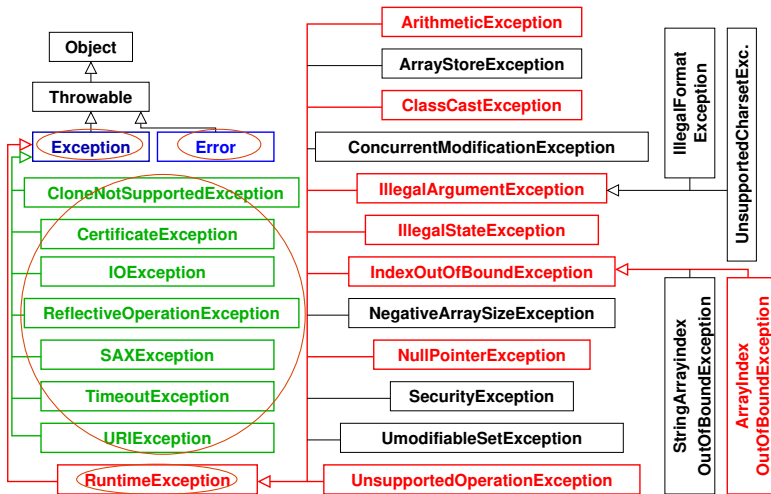 Object
Throwable
Exception
Error
CloneNotSupportedException
CertificateException
IOException
ReflectiveOperationException
SAXException
TimeoutException
URIException
RuntimeException
ArithmeticException
ArrayStoreException
ClassCastException
ConcurrentModificationException
IllegalArgumentException
IllegalStateException
IndexOutOfBoundException
NegativeArraySizeException
NullPointerException
SecurityException
UmodifiableSetException
UnsupportedOperationException
IllegalFormat
Exception
UnsupportedCharsetExc.
StringArrayindex
OutOfBoundException
ArrayIndex
OutOfBoundException